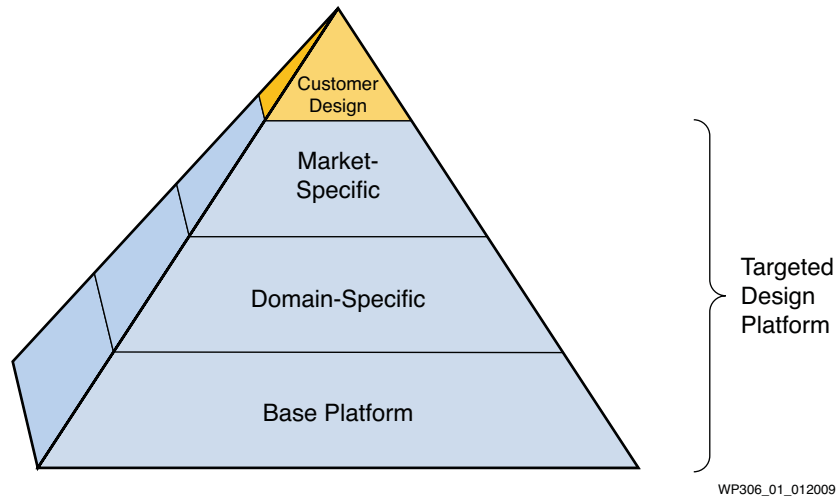 Customer
Design
Market-
Specific
Domain-Specific
Base Platform
Targeted
Design
Platform
WP306_01_012009